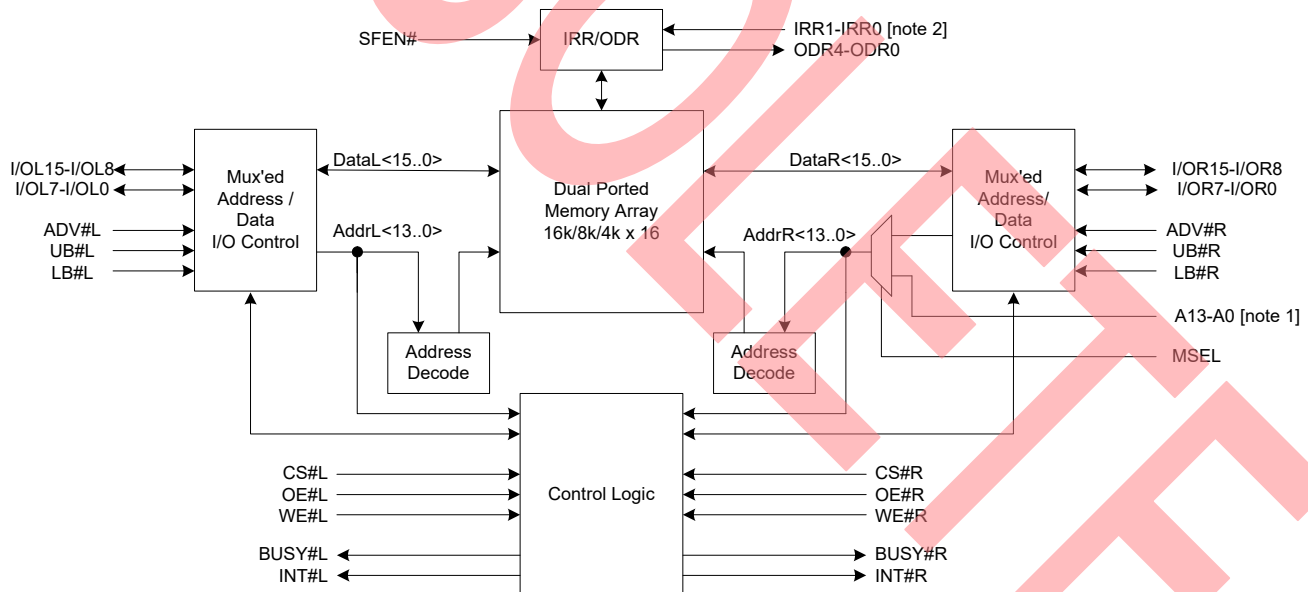 IRR1-IRR0 [note 2]
SFEN#
IRR/ODR
ODR4-ODR0
I/OL15-I/OL8
I/OL7-I/OL0
ADV#L
UB#L
LB#L
Mux'ed
Address /
Data
I/O Control
DataL<15..0>
AddrL<13..0>
Dual Ported
Memory Array
16k/8k/4k x 16
DataR<15..0>
AddrR<13..0>
Mux'ed
Address/
Data
I/O Control
I/OR15-I/OR8
I/OR7-I/OR0
ADV#R
UB#R
LB#R
A13-A0 [note 1]
MSEL
Address
Decode
Address
Decode
Control Logic
CS#L
OE#L
WE#L
BUSY#L
INT#L
CS#R
OE#R
WE#R
BUSY#R
INT#R